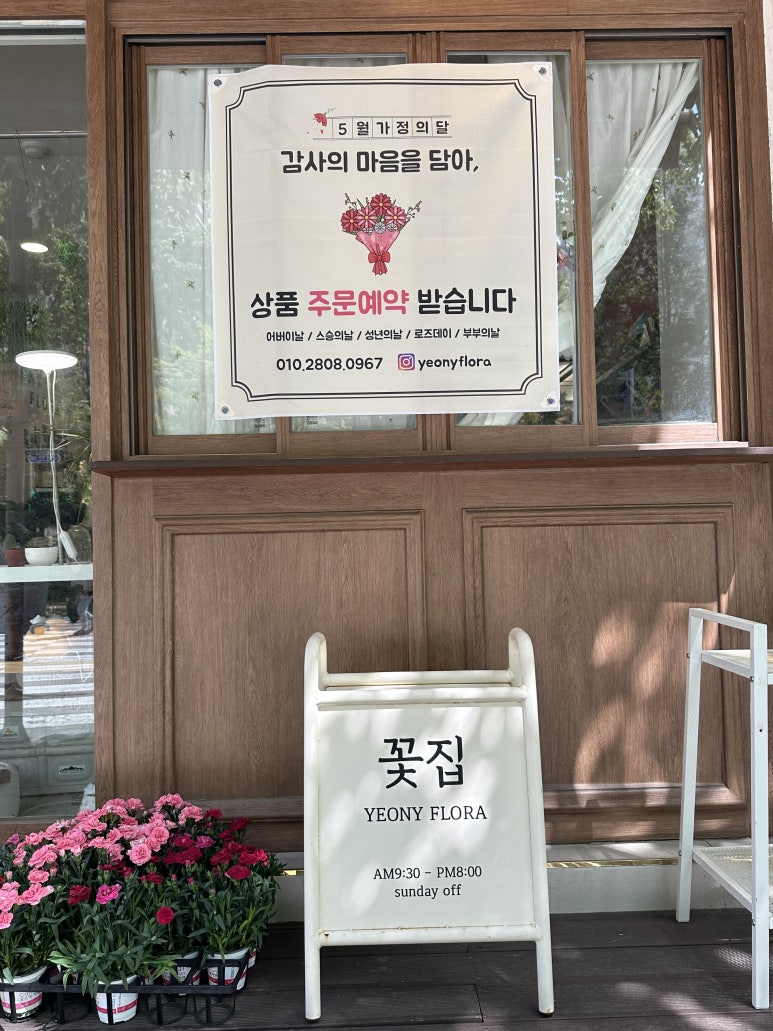 5월가정의달
감사의 마음을 담아,
상품 주문예약 받습니다
어버이날 / 스승의날 / 성년의날 / 로즈데이 / 부부의날
010.2808.0967 yeonyflora
꽃집
YEONY FLORA
AM9:30 - PM8:00
sunday off